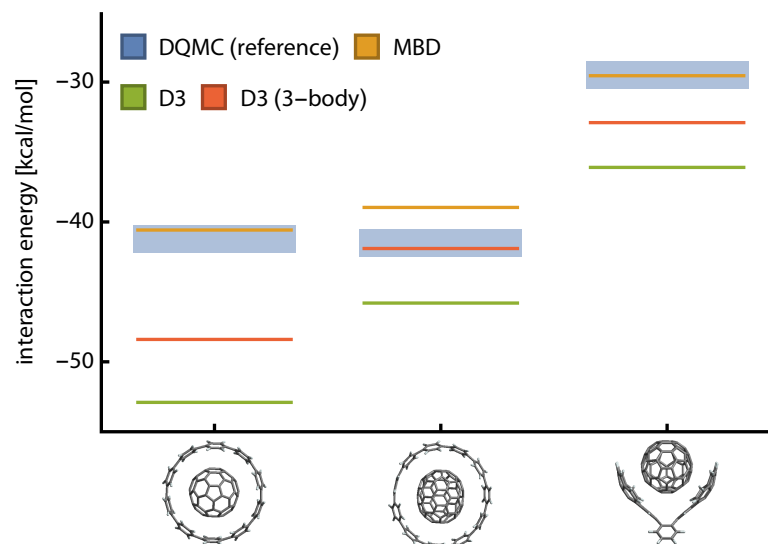 DQMC (reference) MBD
D3 D3 (3−body)
interaction energy [kcal/mol]
−30
−40
−50